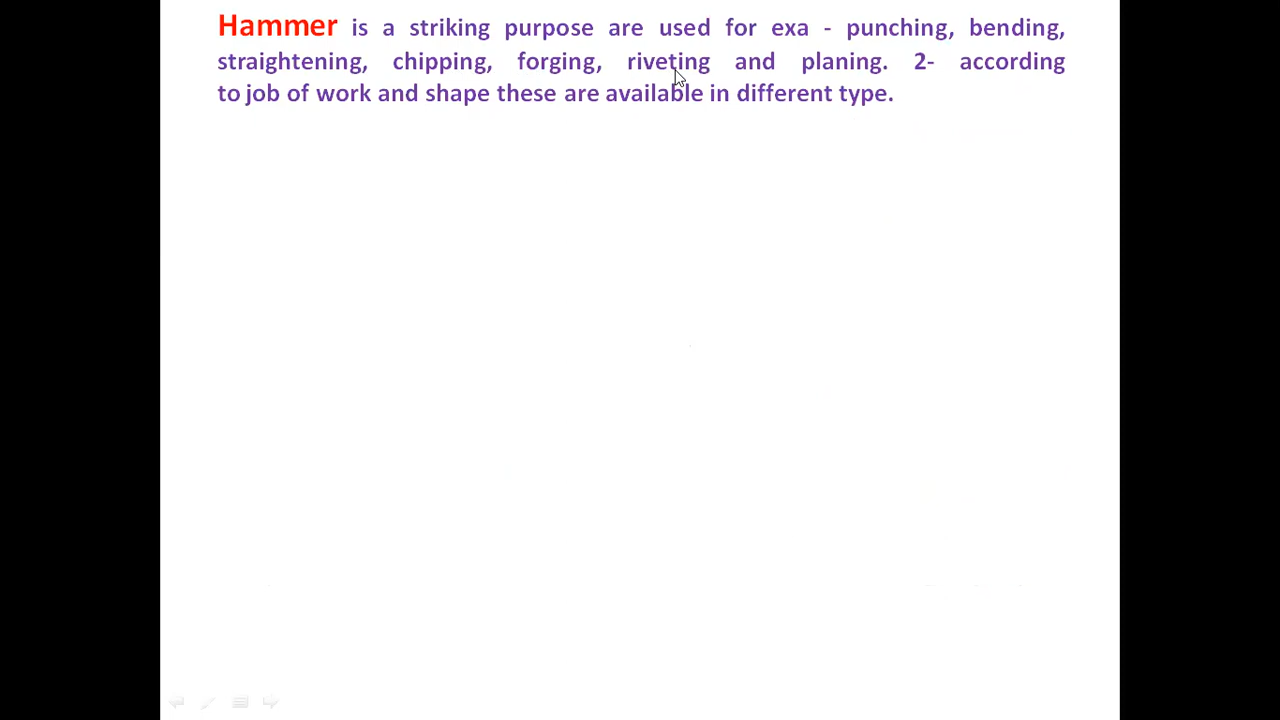 Hammer is a striking purpose are used for exa - punching, bending,
straightening, chipping, forging, riveting and planing. 2- according
to job of work and shape these are available in different type.